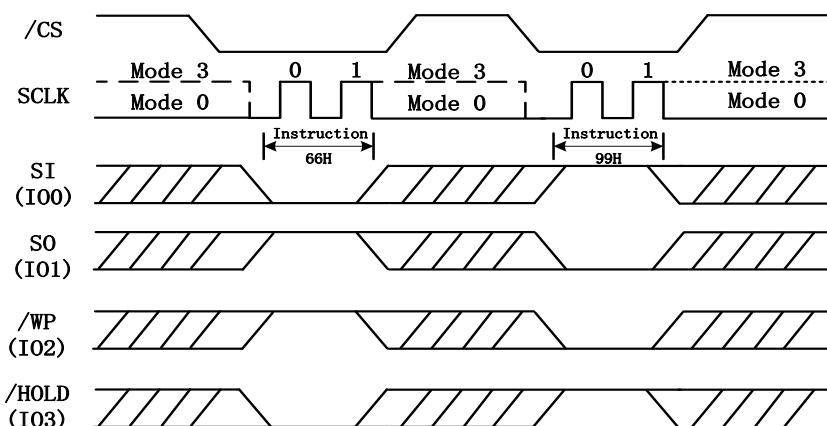 /CS
Mode 3 0 1 Mode 3 0 1 Mode 3
SCLK
Mode 0 Mode 0 Mode 0
Instruction Instruction
66H 99H
SI
(IO0)
SO
(IO1)
/WP
(IO2)
/HOLD
(IO3)